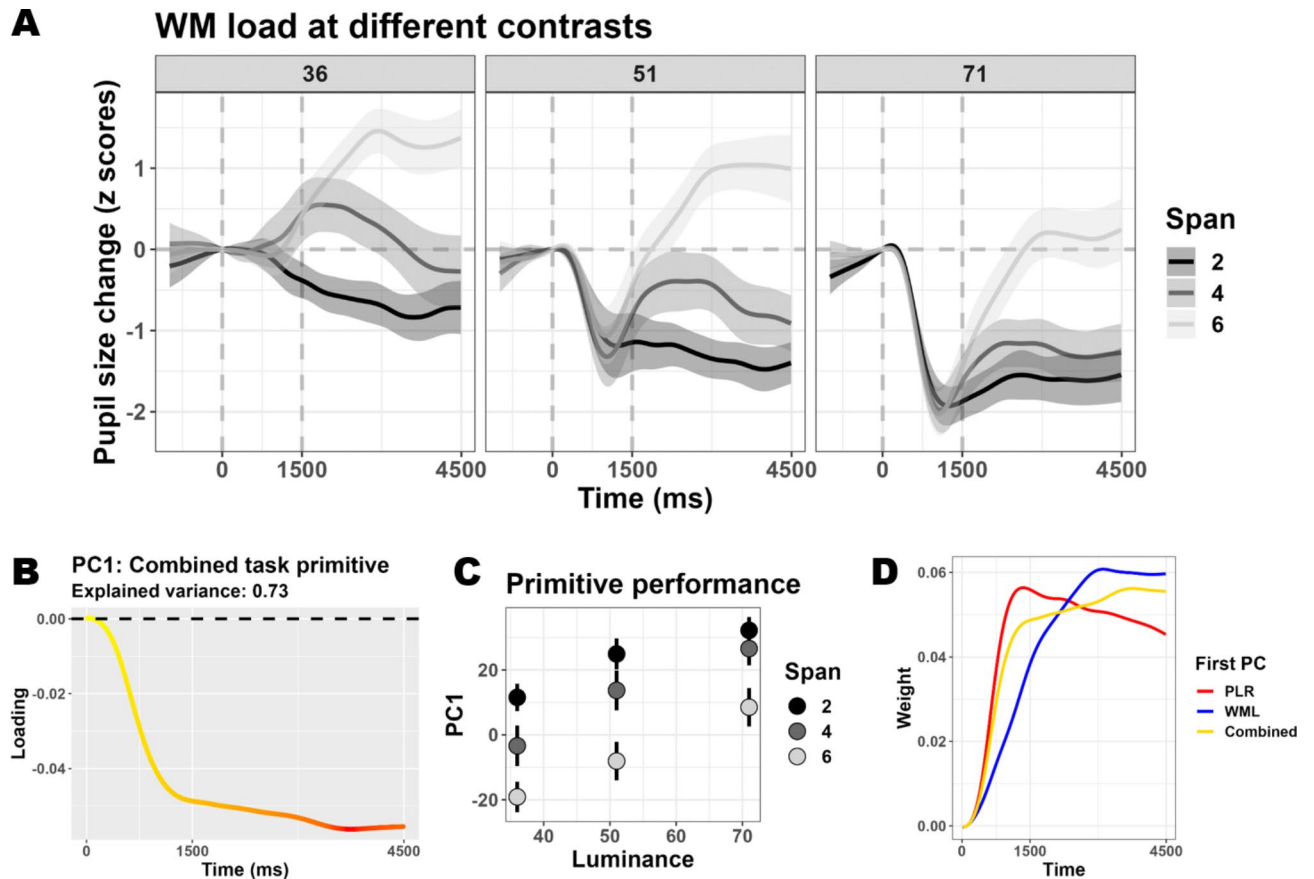 A
WM load at different contrasts
36 51 71
Pupil size change (z scores)
1
0
-1
-2
0 1500 4500 0 1500 4500 0 1500 4500
Time (ms)
Span
2
4
6
B
PC1: Combined task primitive
Explained variance: 0.73
Loading
0.00
-0.02
-0.04
0 1500 4500
Time (ms)
C
Primitive performance
PC1
20
0
-20
40 50 60 70
Luminance
Span
2
4
6
D
Weight
0.06
0.04
0.02
0.00
0 1500 4500
Time
First PC
PLR
WML
Combined